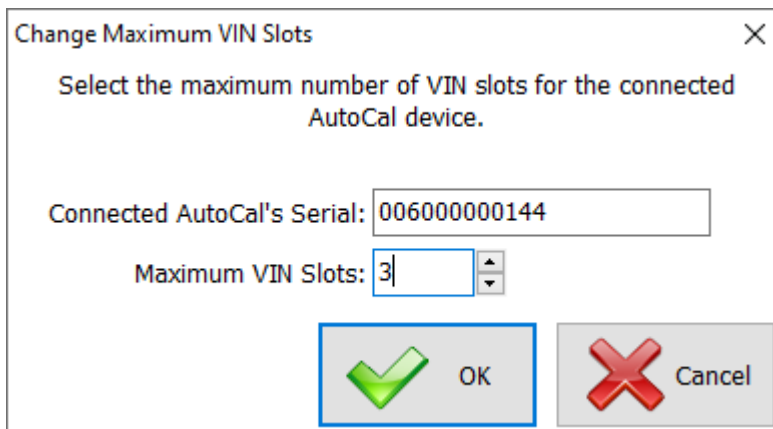 Change Maximum VIN Slots
Select the maximum number of VIN slots for the connected
AutoCal device.
Connected AutoCal's Serial: 006000000144
Maximum VIN Slots: 3
OK Cancel